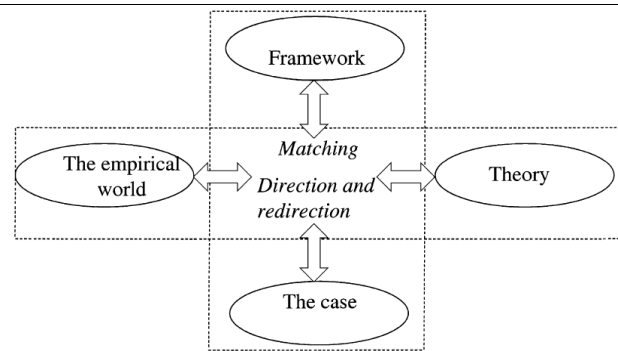 Framework
Matching
The empirical
world
Theory
Direction and
redirection
The case